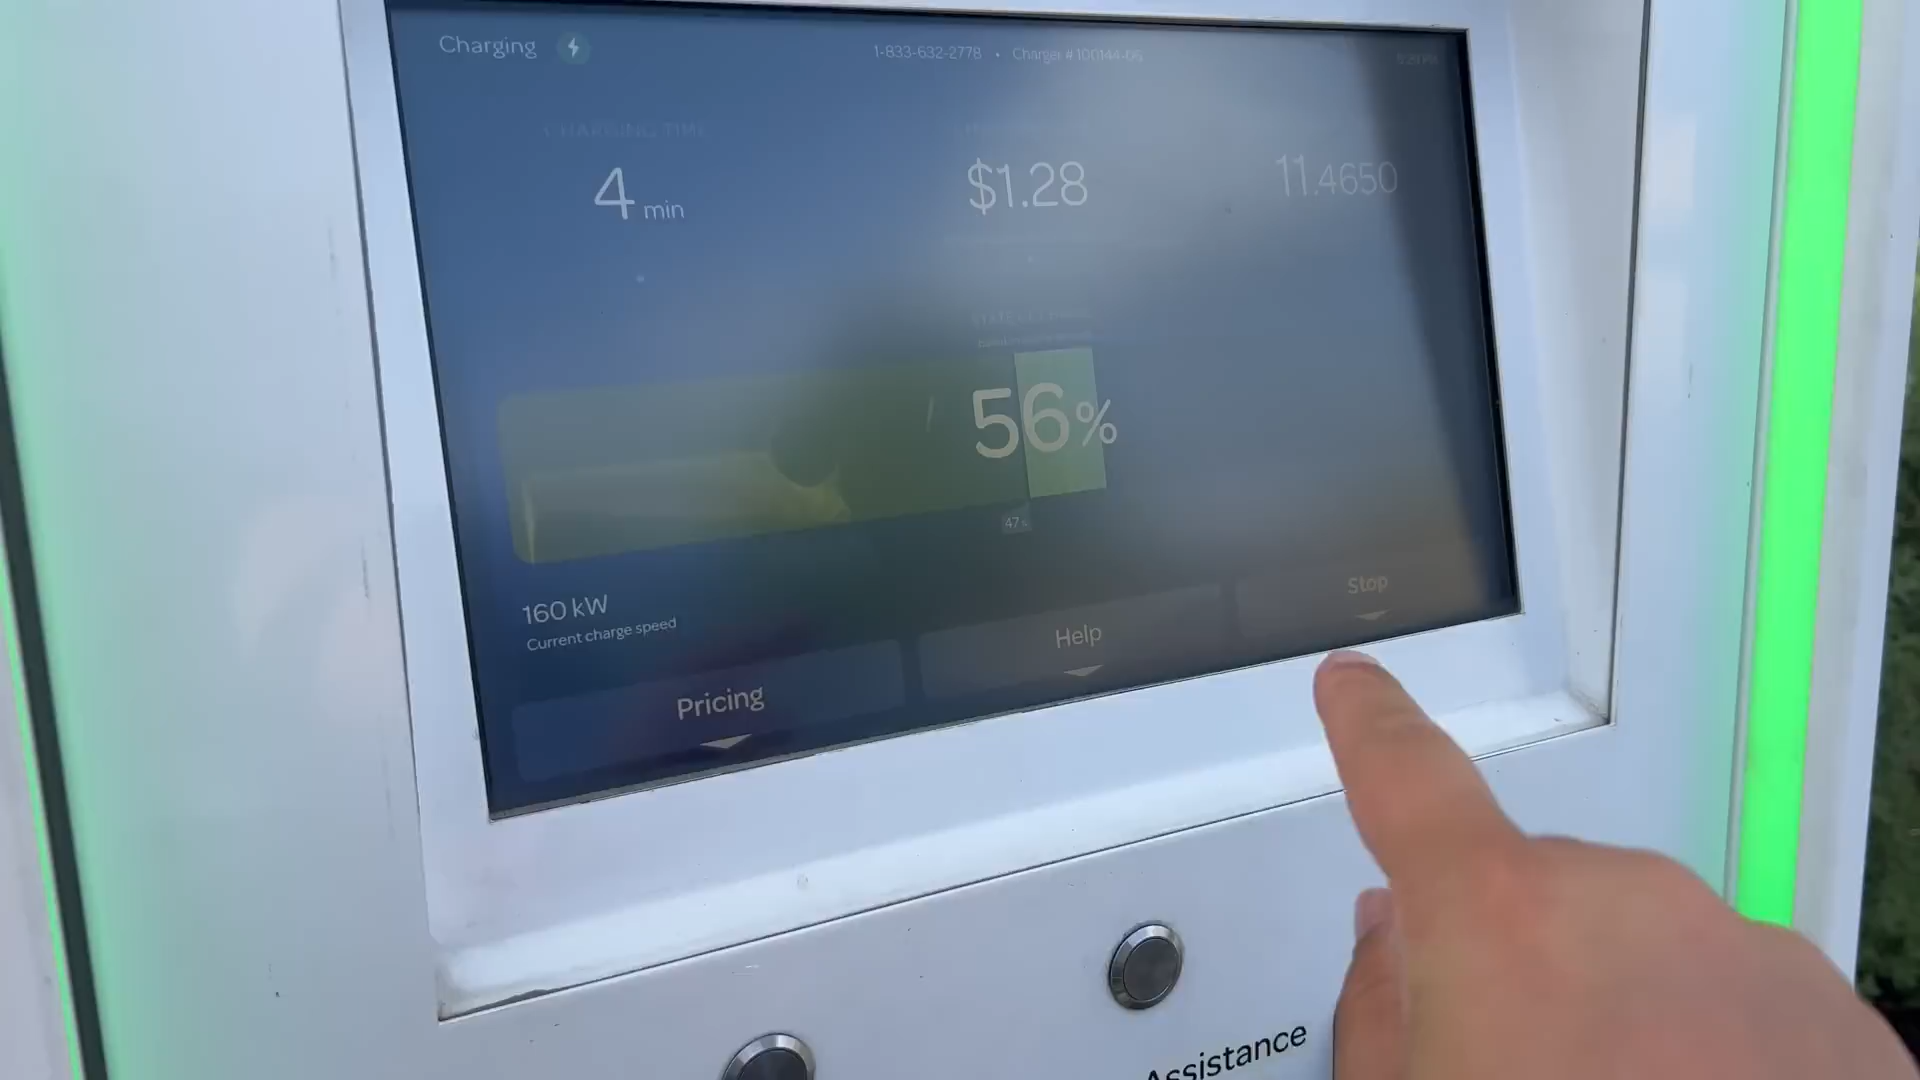 Charging
1-833-632-2778 • Charger # 100144-05
CHARGING TIME
4 min
$1.28
11.4650
56%
47%
160 kW
Current charge speed
Pricing
Help
Stop
Assistance